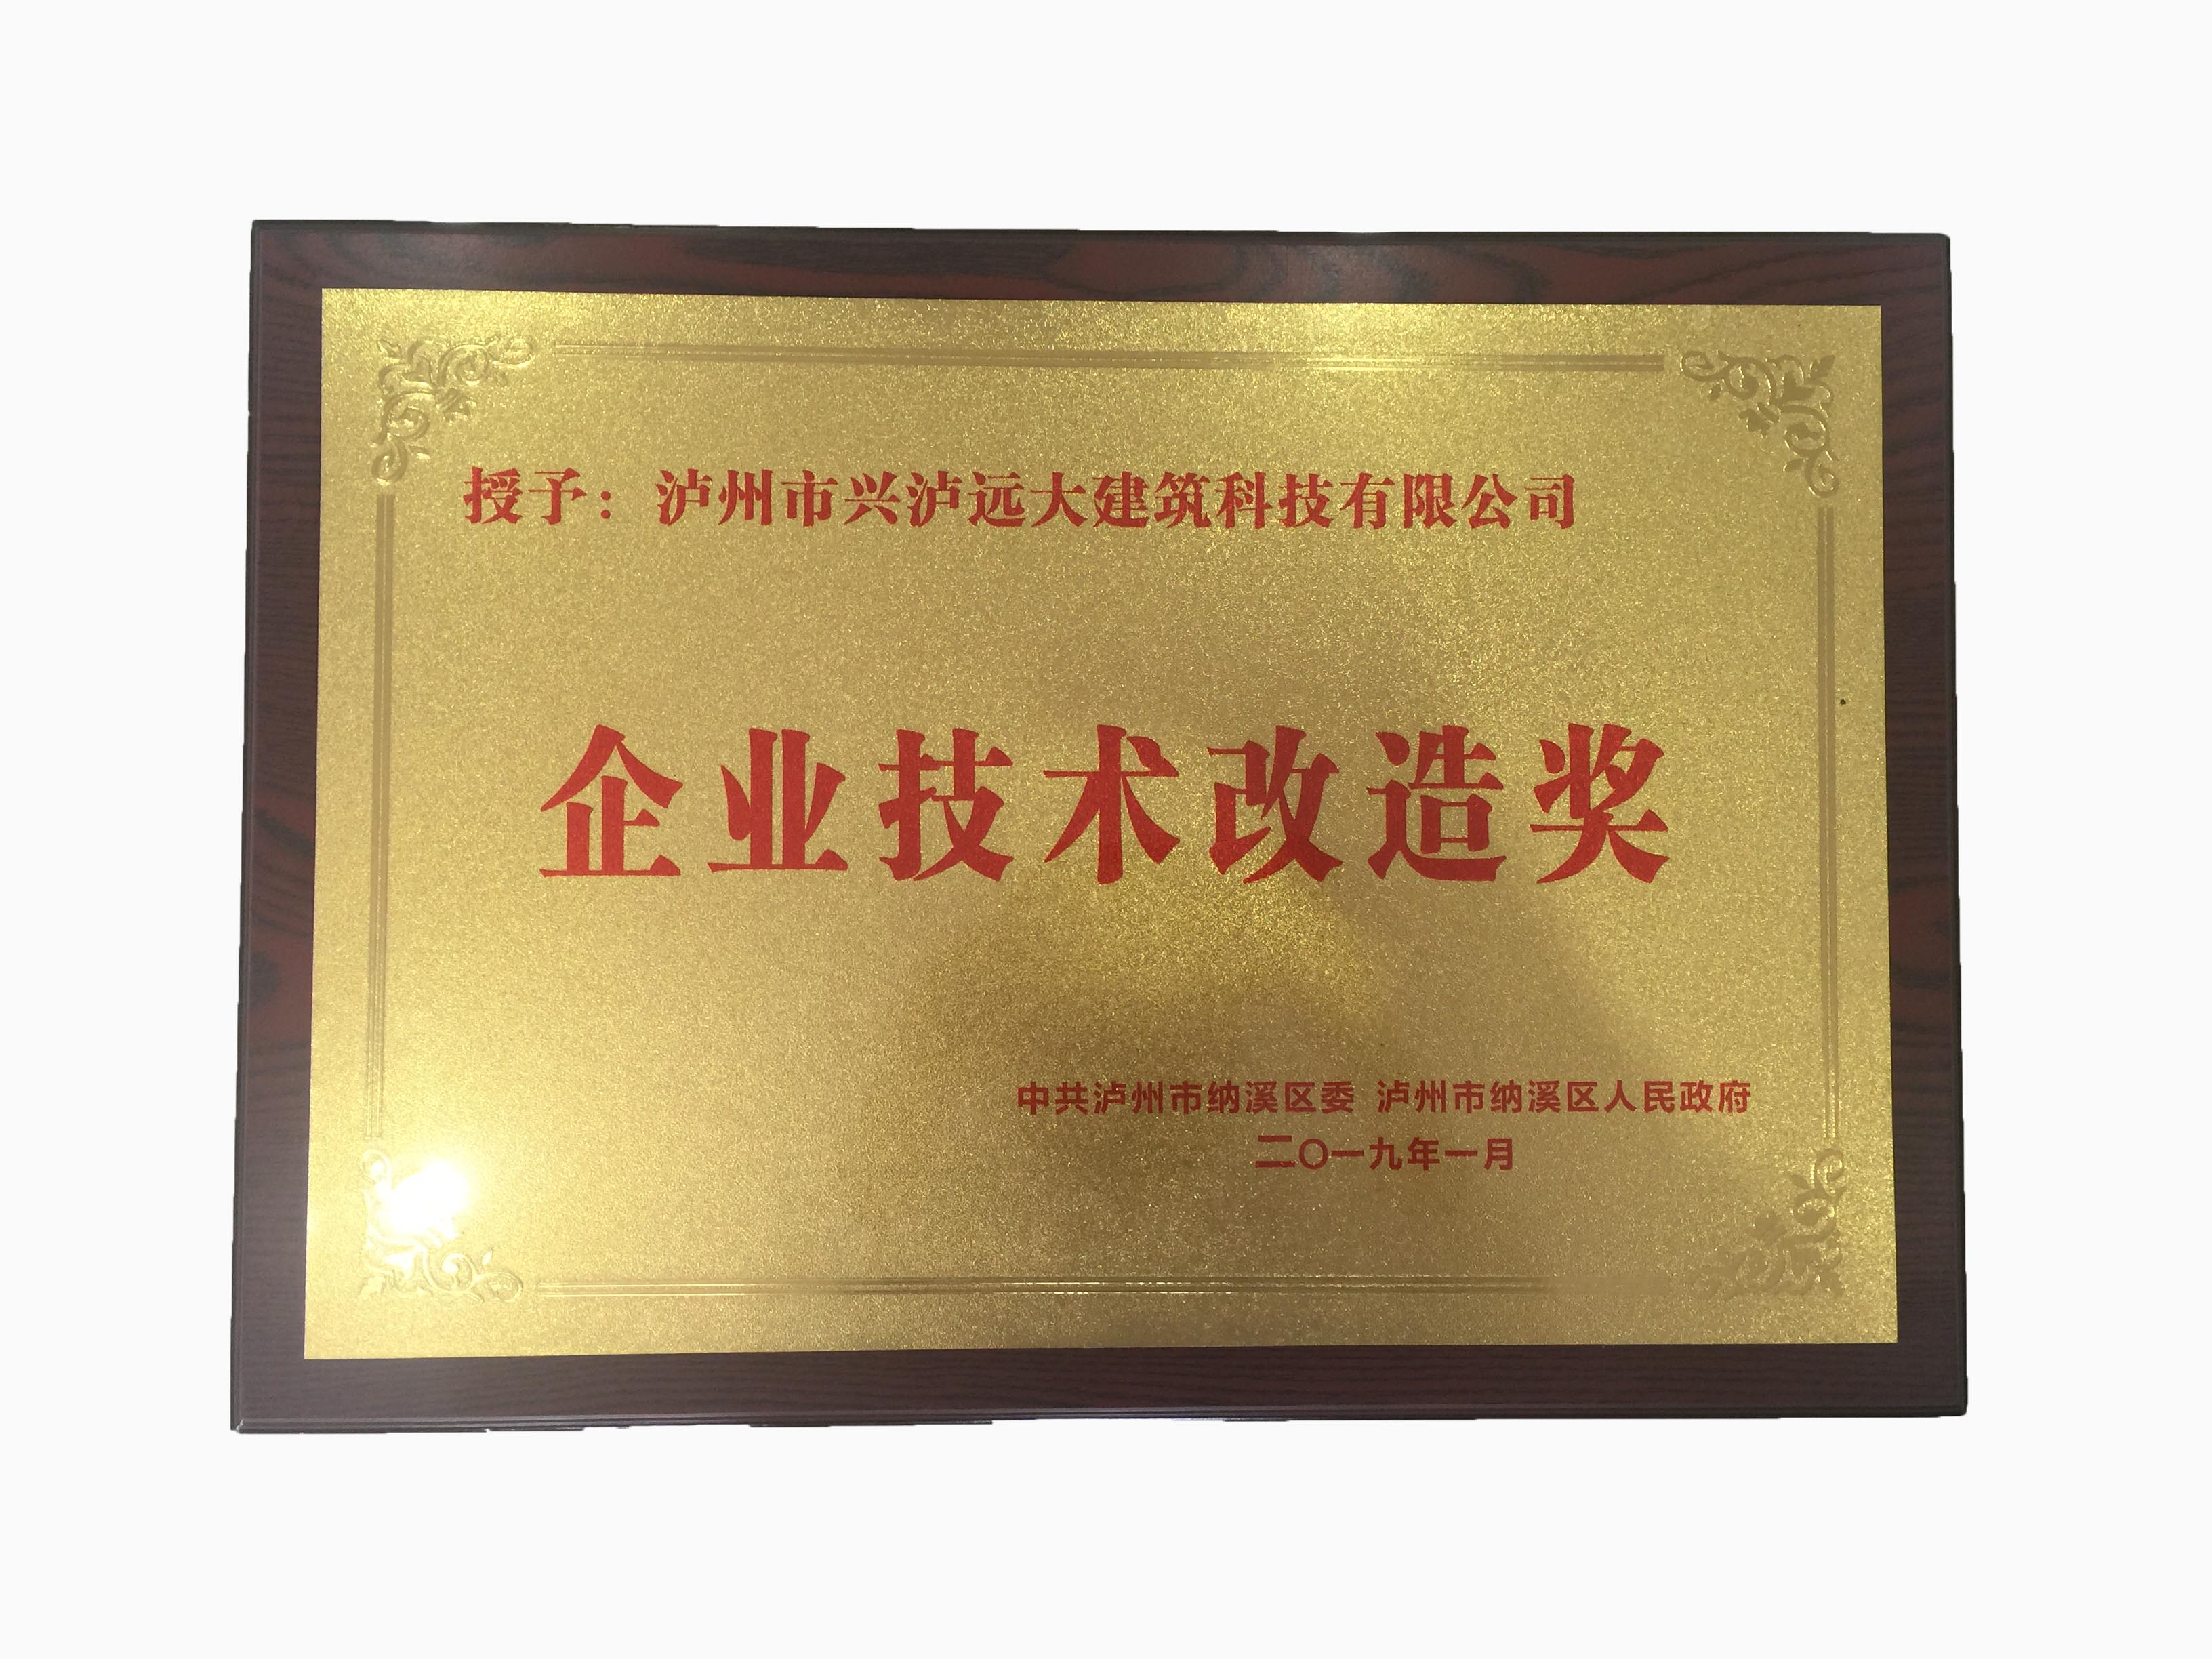 授予：泸州市兴泸远大建筑科技有限公司
企业技术改造奖
中共泸州市纳溪区委 泸州市纳溪区人民政府
二〇一九年一月